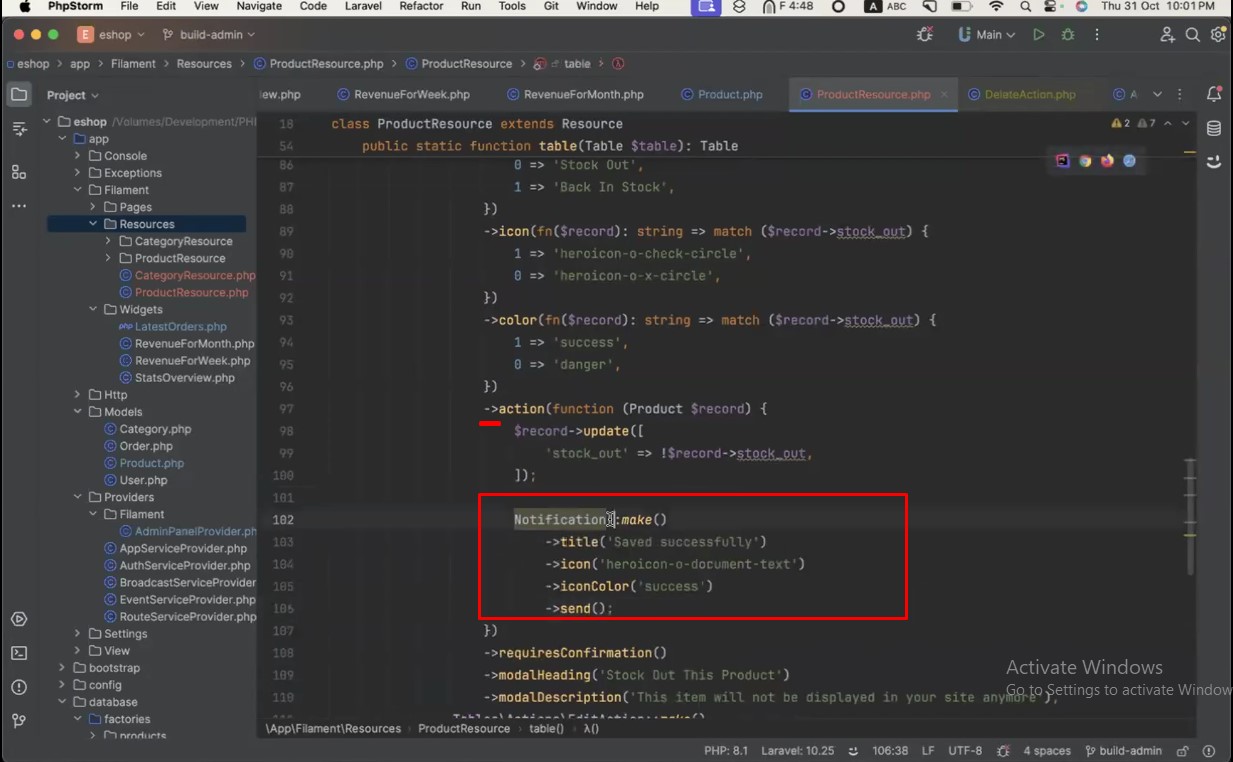 PhpStorm File Edit View Navigate Code Laravel Refactor Run Tools Git Window Help F 4:48 A ABC Thu 31 Oct 10:01 PM
E eshop build-admin Main
eshop > app > Filament > Resources > ProductResource.php > ProductResource > table >
Project
iew.php RevenueForWeek.php RevenueForMonth.php Product.php ProductResource.php × DelateAction.php A
eshop /Volumes/Development/PH
app
Console
Exceptions
Filament
Pages
Resources
CategoryResource
ProductResource
CategoryResource.php
ProductResource.php
Widgets
LatestOrders.php
RevenueForMonth.php
RevenueForWeek.php
StatsOverview.php
Http
Models
Category.php
Order.php
Product.php
User.php
Providers
Filament
AdminPanelProvider.ph
AppServiceProvider.php
AuthServiceProvider.php
BroadcastServiceProvider
EventServiceProvider.php
RouteServiceProvider.php
Settings
View
bootstrap
config
database
factories
products
18 class ProductResource extends Resource
54 public static function table(Table $table): Table
2 7
86 0 => 'Stock Out',
87 1 => 'Back In Stock',
88 })
89 ->icon(fn($record): string => match ($record->stock_out) {
90 1 => 'heroicon-o-check-circle',
91 0 => 'heroicon-o-x-circle',
92 })
93 ->color(fn($record): string => match ($record->stock_out) {
94 1 => 'success',
95 0 => 'danger',
96 })
97 ->action(function (Product $record) {
98 $record->update([
99 'stock_out' => !$record->stock_out,
100 ]);
101
102 Notification::make()
103 ->title('Saved successfully')
104 ->icon('heroicon-o-document-text')
105 ->iconColor('success')
106 ->send();
107 })
108 ->requiresConfirmation()
109 ->modalHeading('Stock Out This Product')
110 ->modalDescription('This item will not be displayed in your site anymore'),
Tables\Actions\EditAction::make()
Activate Windows
Go to Settings to activate Window
\App\Filament\Resources > ProductResource > table() > λ()
PHP: 8.1 Laravel: 10.25 106:38 LF UTF-8 4 spaces build-admin